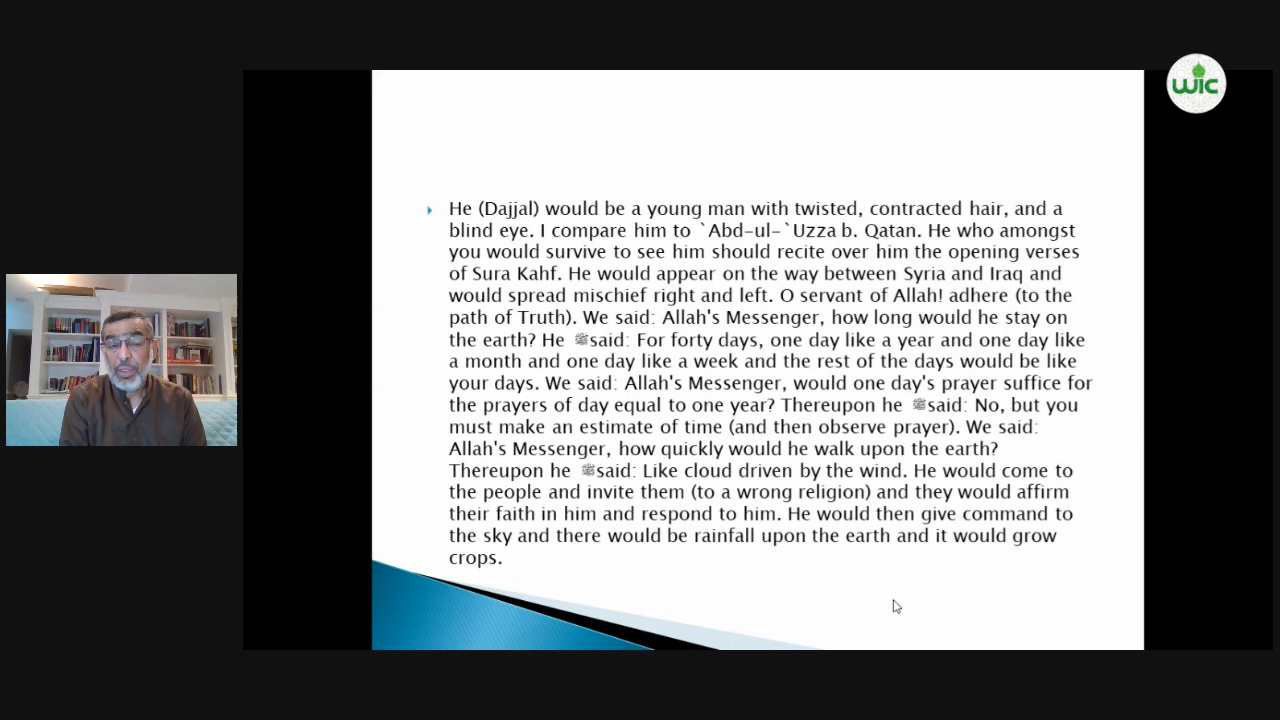 WIC
He (Dajjal) would be a young man with twisted, contracted hair, and a
blind eye. I compare him to `Abd-ul-`Uzza b. Qatan. He who amongst
you would survive to see him should recite over him the opening verses
of Sura Kahf. He would appear on the way between Syria and Iraq and
would spread mischief right and left. O servant of Allah! adhere (to the
path of Truth). We said: Allah's Messenger, how long would he stay on
the earth? He ﷺsaid: For forty days, one day like a year and one day like
a month and one day like a week and the rest of the days would be like
your days. We said: Allah's Messenger, would one day's prayer suffice for
the prayers of day equal to one year? Thereupon he ﷺsaid: No, but you
must make an estimate of time (and then observe prayer). We said:
Allah's Messenger, how quickly would he walk upon the earth?
Thereupon he ﷺsaid: Like cloud driven by the wind. He would come to
the people and invite them (to a wrong religion) and they would affirm
their faith in him and respond to him. He would then give command to
the sky and there would be rainfall upon the earth and it would grow
crops.